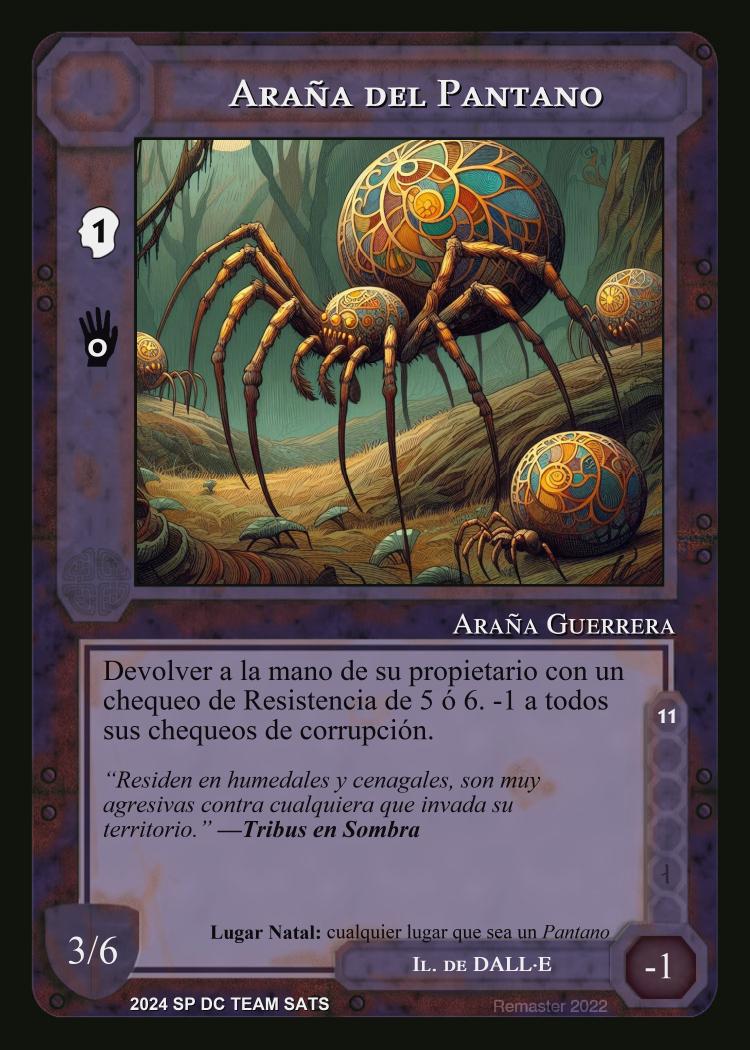 Araña del Pantano
1
0
Araña Guerrera
Devolver a la mano de su propietario con un
chequeo de Resistencia de 5 ó 6. -1 a todos
sus chequeos de corrupción.
11
“Residen en humedales y cenagales, son muy
agresivas contra cualquiera que invada su
territorio.” —Tribus en Sombra
Lugar Natal: cualquier lugar que sea un Pantano
3/6
Il. de DALL·E
-1
2024 SP DC TEAM SATS
Remaster 2022